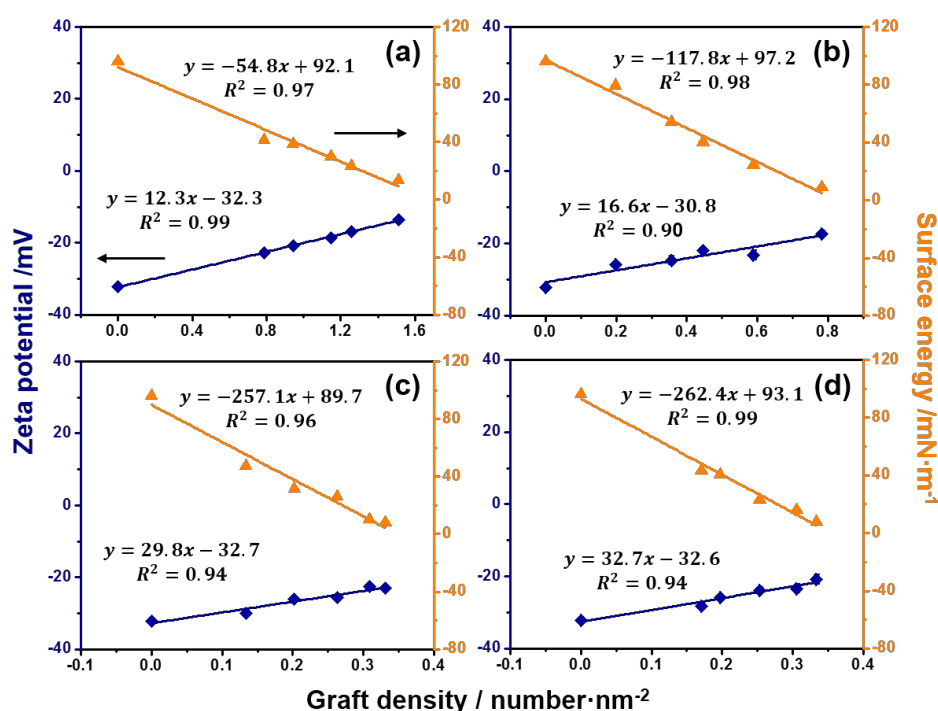 40
20
0
-20
-40
120
80
40
0
-40
-80
(a)
y = −54.8x + 92.1
R² = 0.97
y = 12.3x − 32.3
R² = 0.99
0.0 0.4 0.8 1.2 1.6
40
20
0
-20
-40
120
80
40
0
-40
-80
(b)
y = −117.8x + 97.2
R² = 0.98
y = 16.6x − 30.8
R² = 0.90
0.0 0.2 0.4 0.6 0.8
40
20
0
-20
-40
120
80
40
0
-40
-80
(c)
y = −257.1x + 89.7
R² = 0.96
y = 29.8x − 32.7
R² = 0.94
-0.1 0.0 0.1 0.2 0.3 0.4
40
20
0
-20
-40
120
80
40
0
-40
-80
(d)
y = −262.4x + 93.1
R² = 0.99
y = 32.7x − 32.6
R² = 0.94
-0.1 0.0 0.1 0.2 0.3 0.4
Zeta potential /mV
Surface energy /mN·m⁻¹
Graft density / number·nm⁻²